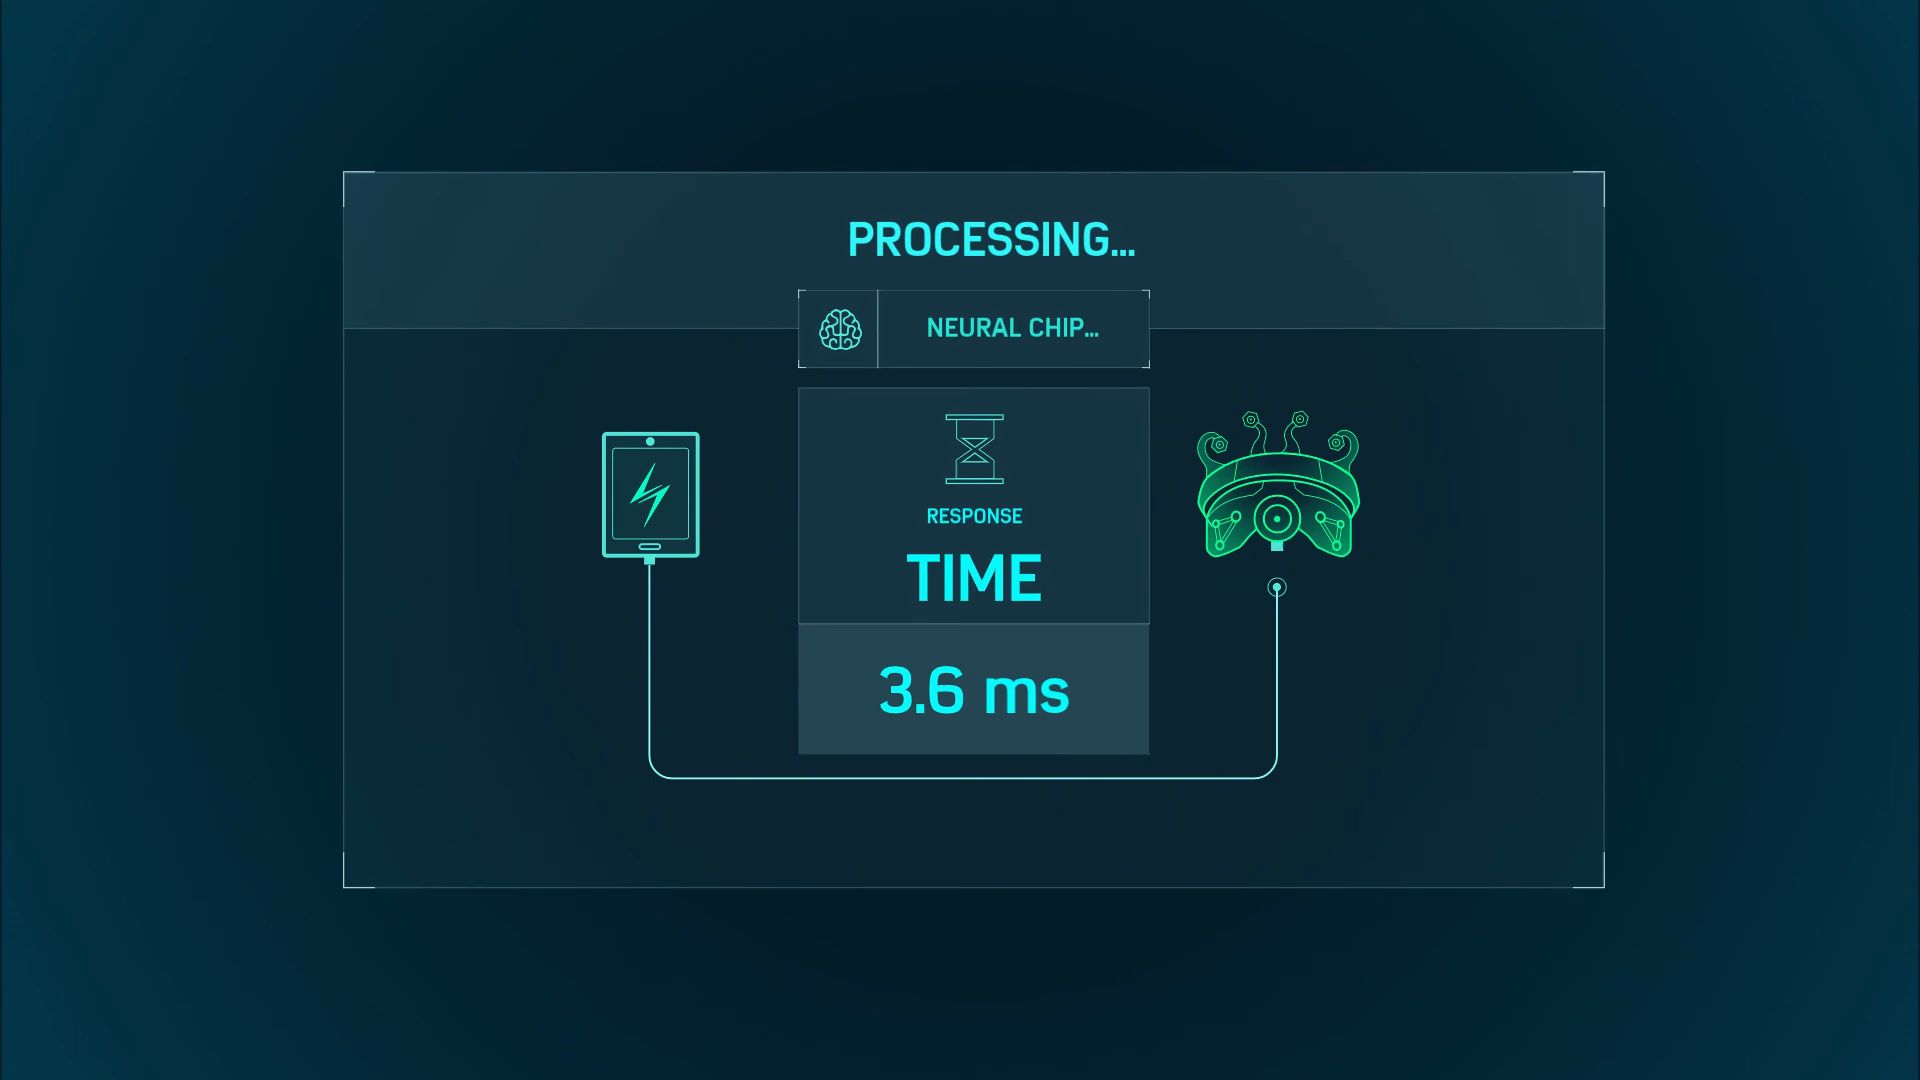 PROCESSING...
NEURAL CHIP...
RESPONSE
TIME
3.6 ms